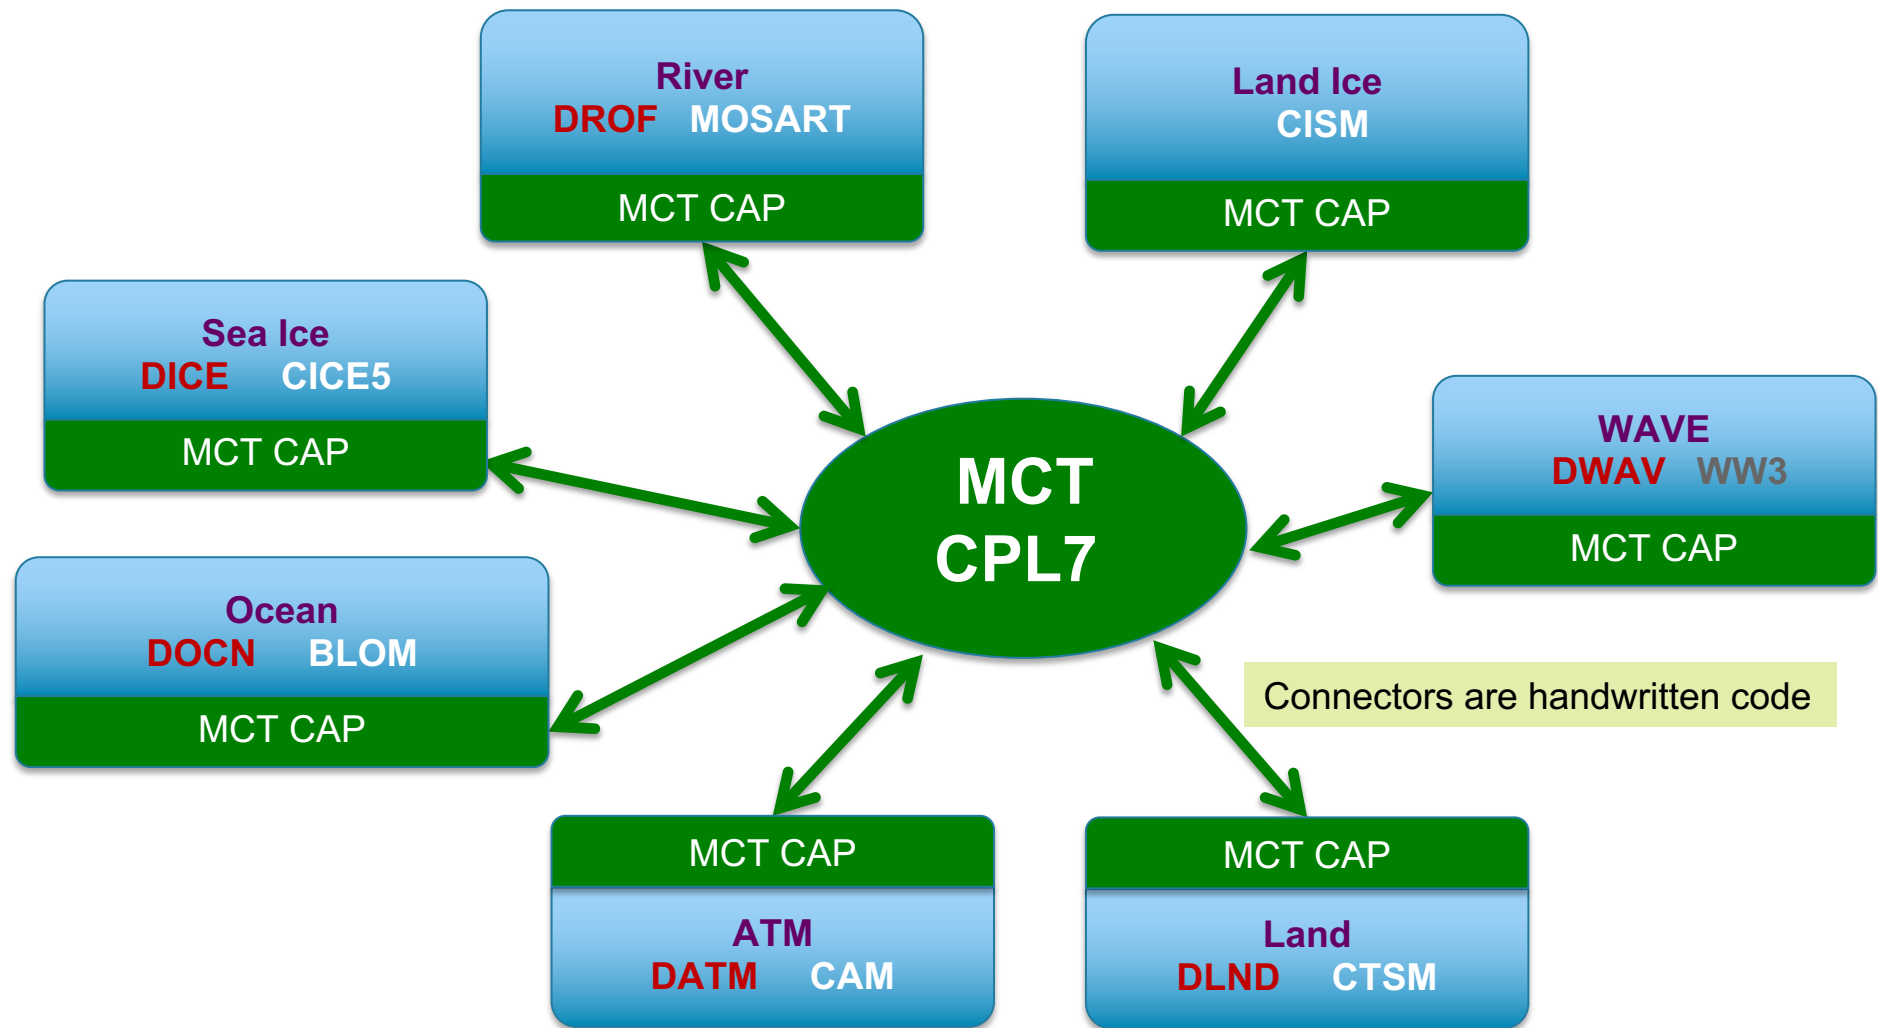 River
DROF MOSART
MCT CAP
Land Ice
CISM
MCT CAP
Sea Ice
DICE CICE5
MCT CAP
WAVE
DWAV WW3
MCT CAP
MCT
CPL7
Ocean
DOCN BLOM
MCT CAP
Connectors are handwritten code
MCT CAP
ATM
DATM CAM
MCT CAP
Land
DLND CTSM